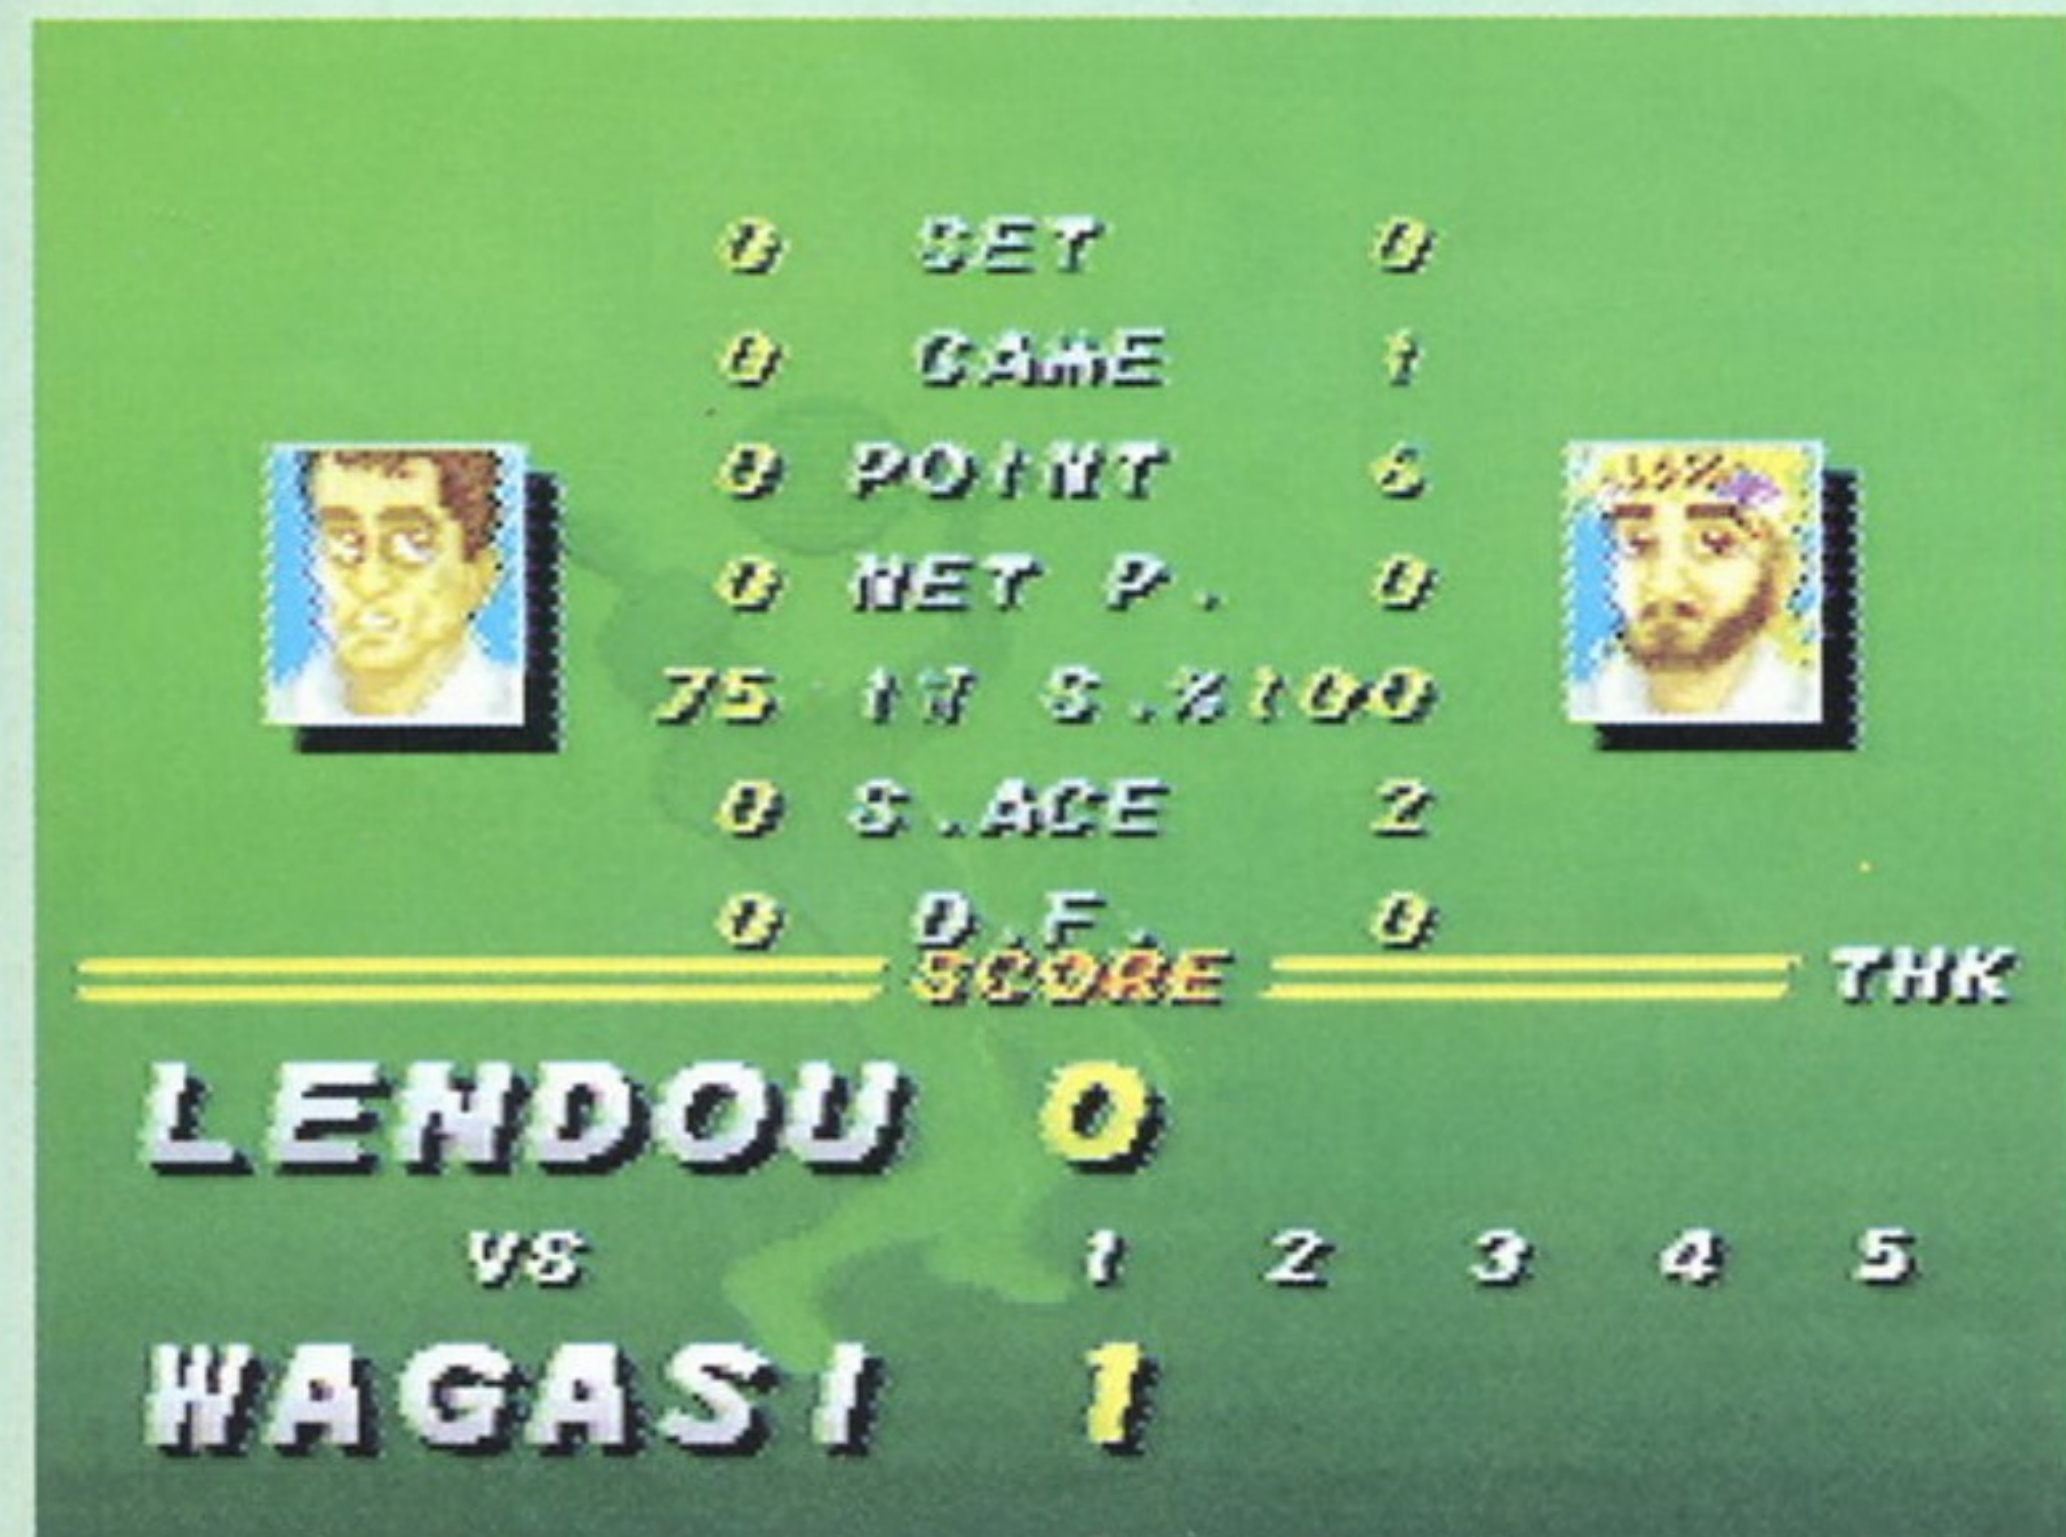 0 SET 0
0 GAME 1
0 POINT 6
0 NET P. 0
75 1T S.% 100
0 S.ACE 2
0 D.F. 0
SCORE THK
LENDOU 0
VS 1 2 3 4 5
WAGASI 1